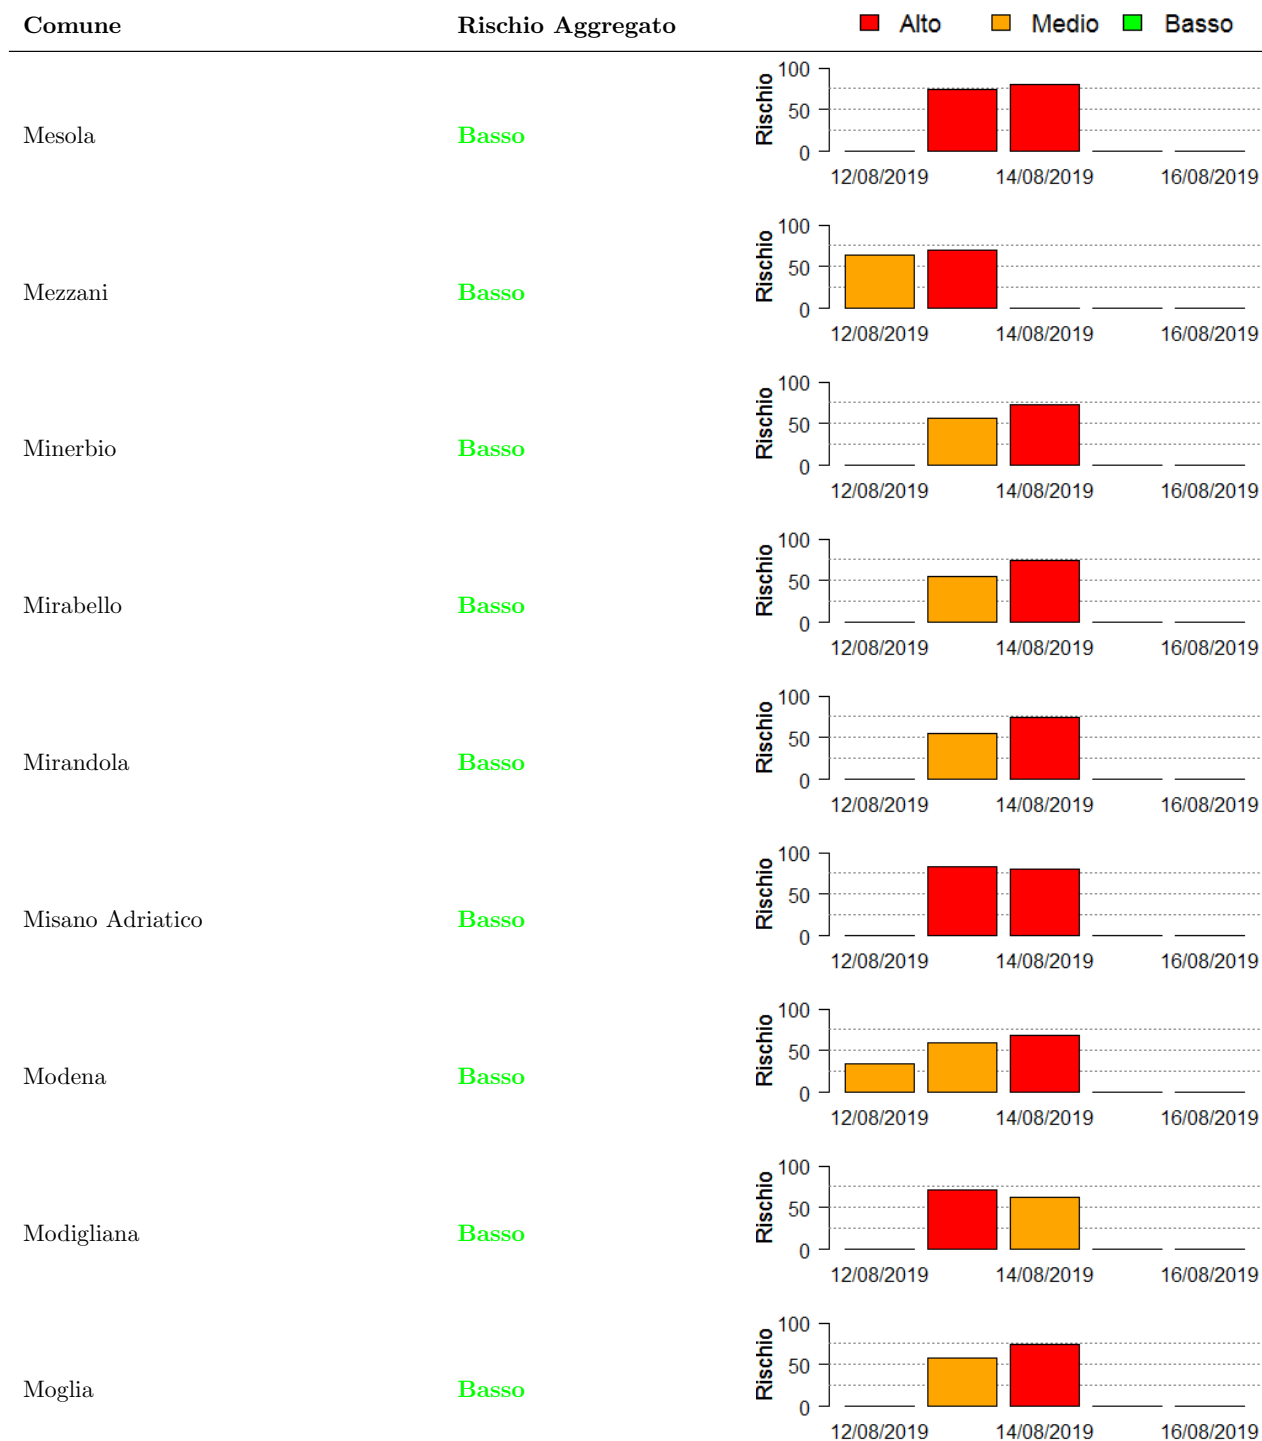 Comune Rischio Aggregato Alto Medio Basso
Mesola Basso Rischio 100 50 0
12/08/2019 14/08/2019 16/08/2019
Mezzani Basso Rischio 100 50 0
12/08/2019 14/08/2019 16/08/2019
Minerbio Basso Rischio 100 50 0
12/08/2019 14/08/2019 16/08/2019
Mirabello Basso Rischio 100 50 0
12/08/2019 14/08/2019 16/08/2019
Mirandola Basso Rischio 100 50 0
12/08/2019 14/08/2019 16/08/2019
Misano Adriatico Basso Rischio 100 50 0
12/08/2019 14/08/2019 16/08/2019
Modena Basso Rischio 100 50 0
12/08/2019 14/08/2019 16/08/2019
Modigliana Basso Rischio 100 50 0
12/08/2019 14/08/2019 16/08/2019
Moglia Basso Rischio 100 50 0
12/08/2019 14/08/2019 16/08/2019